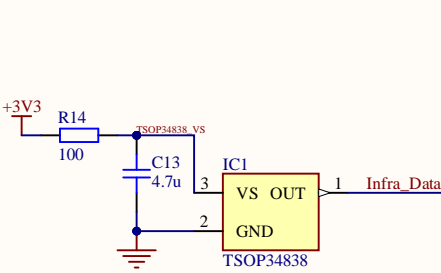 +3V3
R14
100
TSOP34838_VS
C13
4.7u
IC1
3
VS OUT
1
Infra_Data
2
GND
TSOP34838